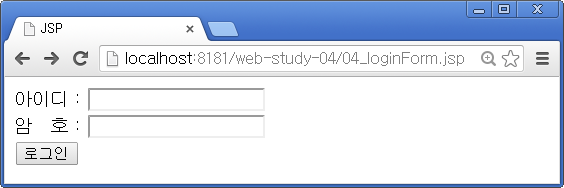 JSP
localhost:8181/web-study-04/04_loginForm.jsp
아이디 :
암 호 :
로그인